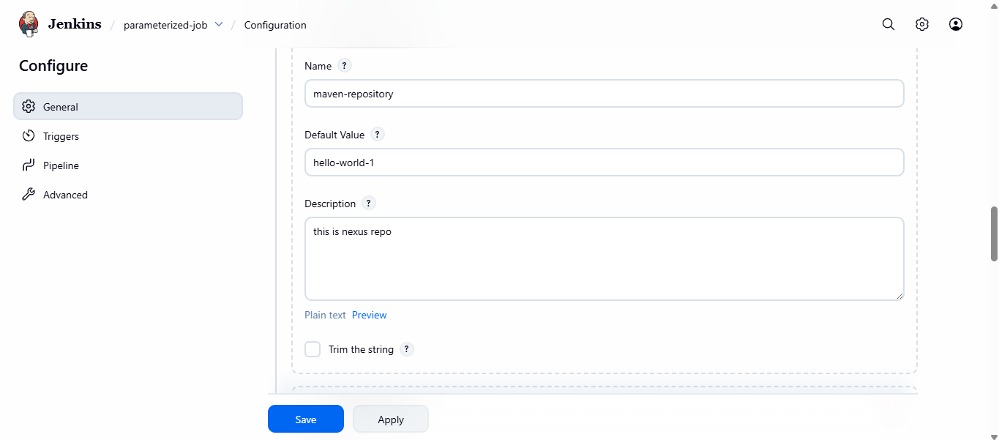 Jenkins / parameterized-job / Configuration
Configure
General
Triggers
Pipeline
Advanced
Name ?
maven-repository
Default Value ?
hello-world-1
Description ?
this is nexus repo
Plain text Preview
Trim the string ?
Save Apply